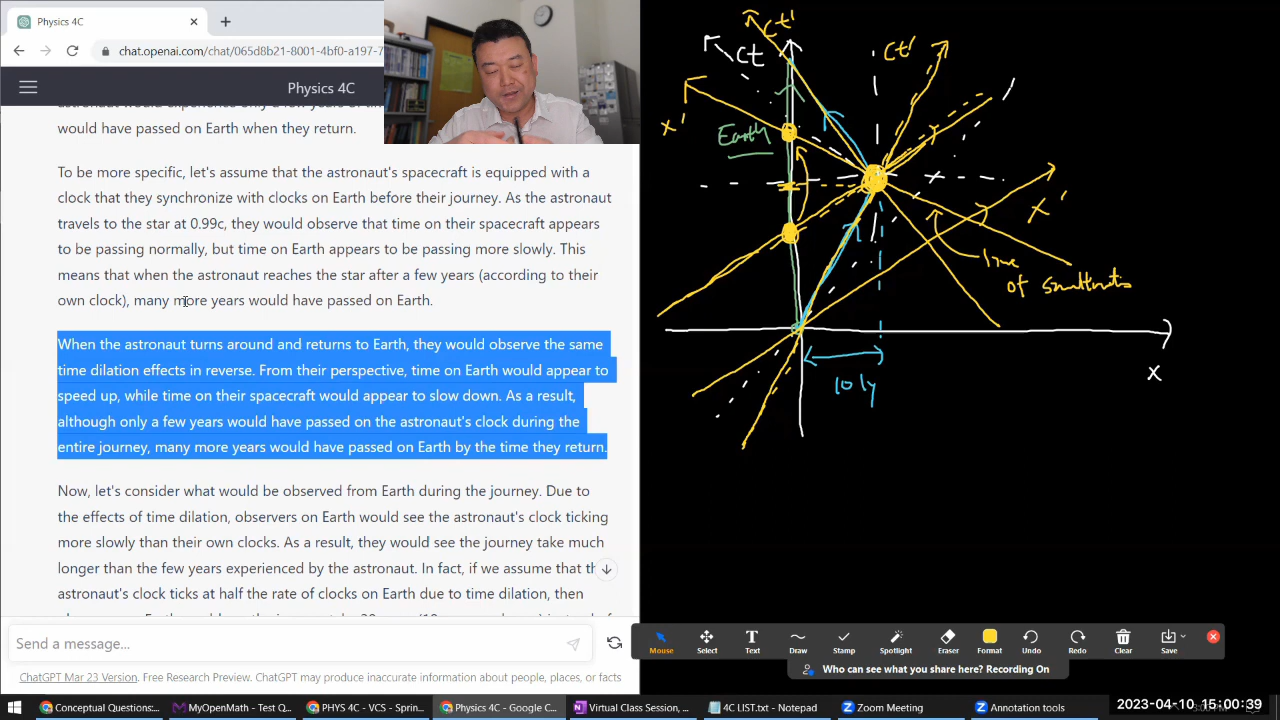 Physics 4C
chat.openai.com/chat/065d8b21-8001-4bf0-a197-7
Physics 4C
would have passed on Earth when they return.
To be more specific, let's assume that the astronaut's spacecraft is equipped with a
clock that they synchronize with clocks on Earth before their journey. As the astronaut
travels to the star at 0.99c, they would observe that time on their spacecraft appears
to be passing normally, but time on Earth appears to be passing more slowly. This
means that when the astronaut reaches the star after a few years (according to their
own clock), many more years would have passed on Earth.
When the astronaut turns around and returns to Earth, they would observe the same
time dilation effects in reverse. From their perspective, time on Earth would appear to
speed up, while time on their spacecraft would appear to slow down. As a result,
although only a few years would have passed on the astronaut's clock during the
entire journey, many more years would have passed on Earth by the time they return.
Now, let's consider what would be observed from Earth during the journey. Due to
the effects of time dilation, observers on Earth would see the astronaut's clock ticking
more slowly than their own clocks. As a result, they would see the journey take much
longer than the few years experienced by the astronaut. In fact, if we assume that th
astronaut's clock ticks at half the rate of clocks on Earth due to time dilation, then
Send a message...
ChatGPT Mar 23 Version. Free Research Preview. ChatGPT may produce inaccurate information about people, places, or facts
ct'
ct
ct'
x'
Earth
x'
line
of
10 ly
x
Mouse
Select
Text
Draw
Stamp
Spotlight
Eraser
Format
Undo
Redo
Clear
Save
Who can see what you share here? Recording On
Conceptual Questions:...
MyOpenMath - Test Q...
PHYS 4C - VCS - Sprin...
Physics 4C - Google C...
Virtual Class Session, ...
4C LIST.txt - Notepad
Zoom Meeting
Annotation tools
2023-04-10 15:00:39